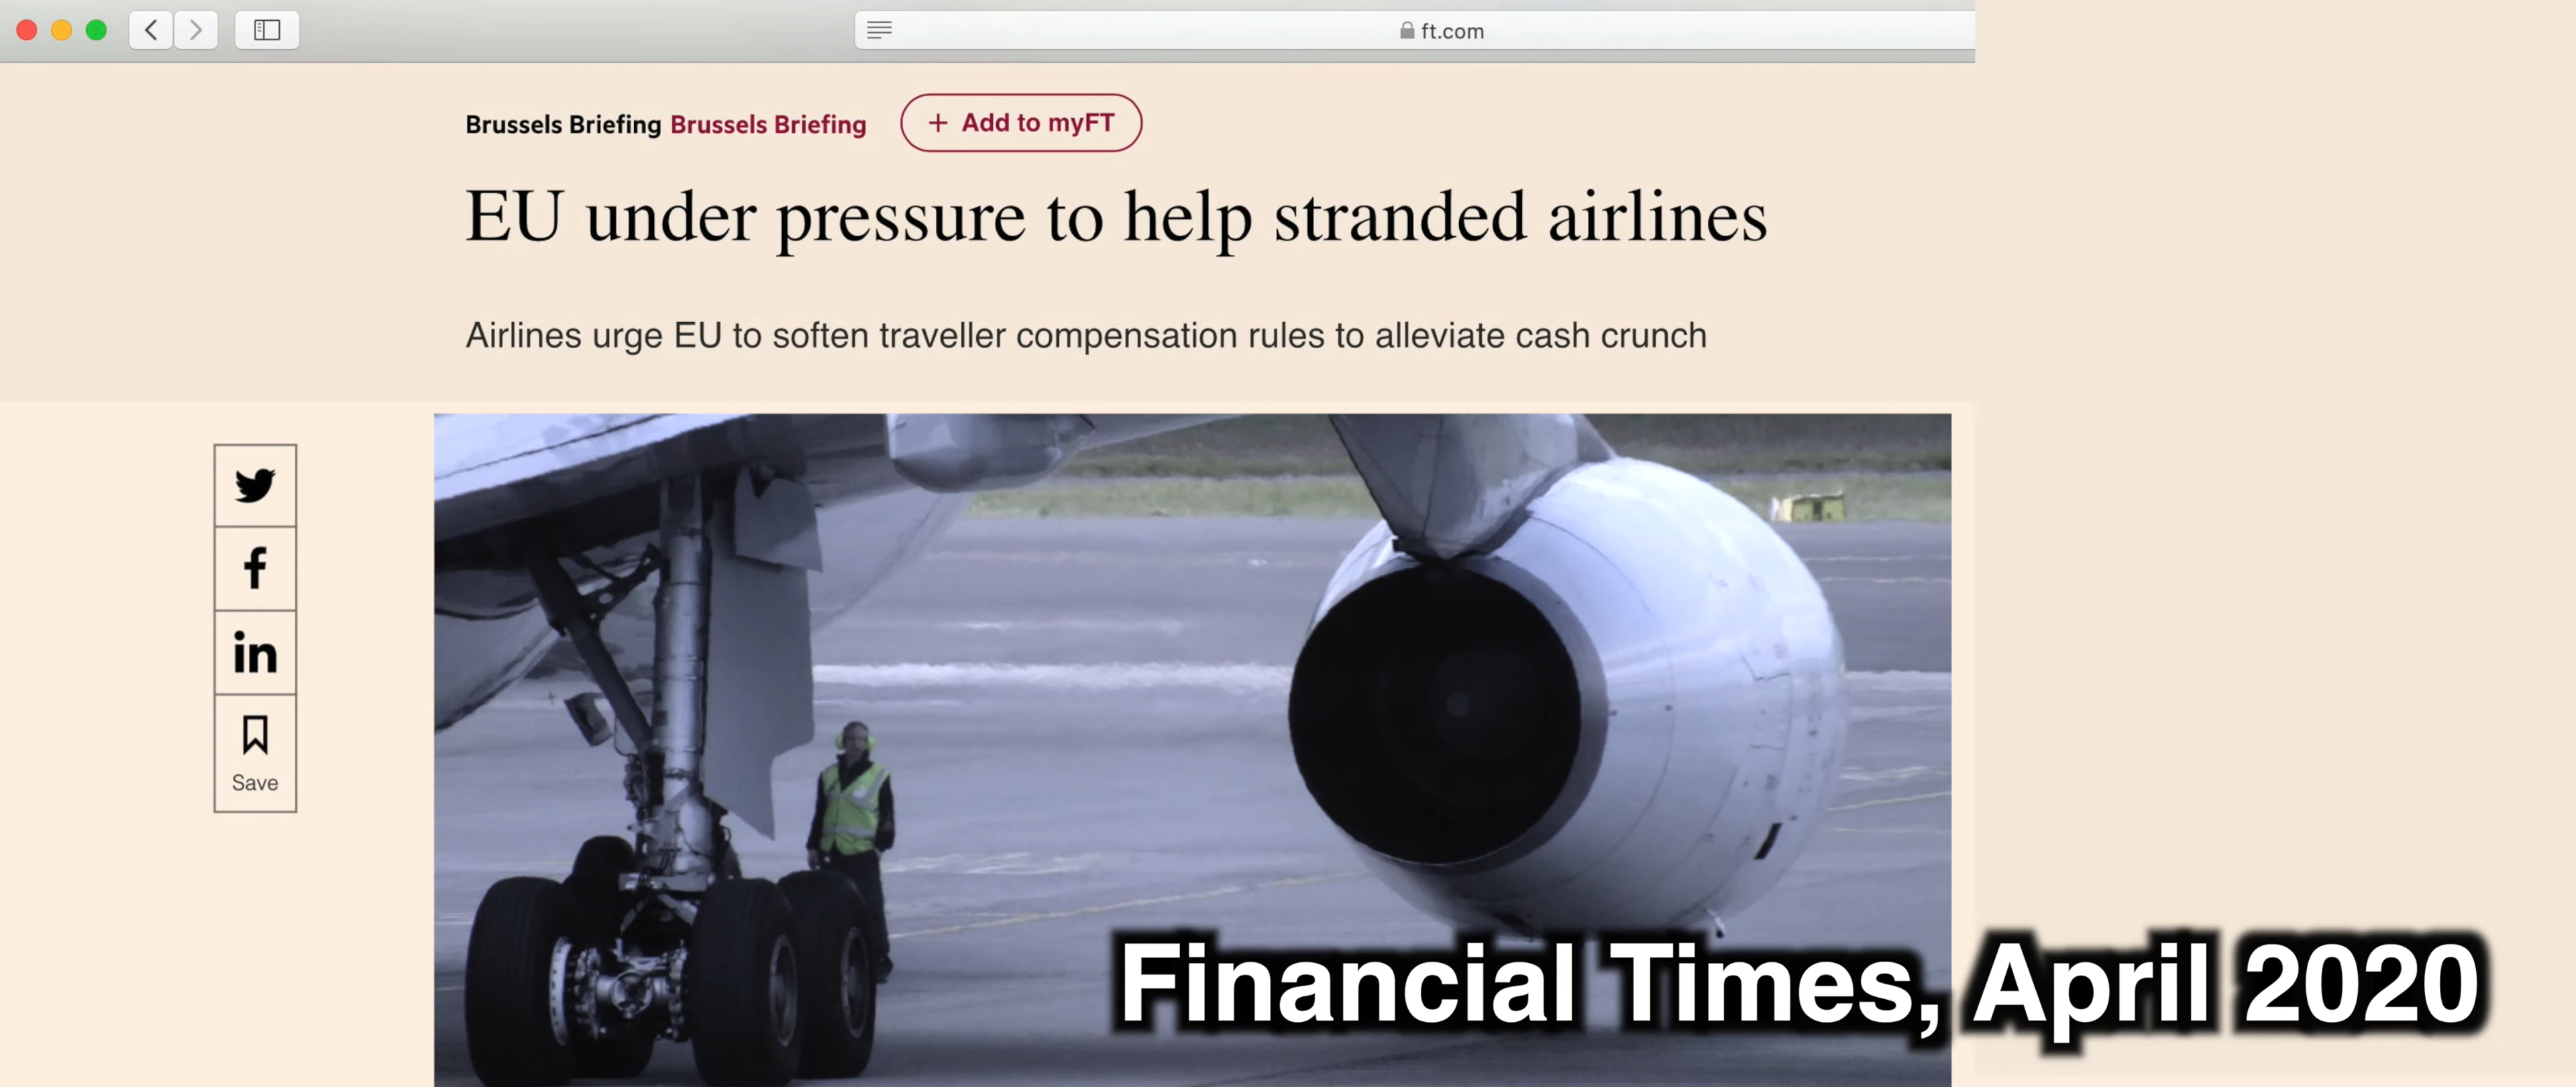 ft.com
Brussels Briefing Brussels Briefing + Add to myFT
EU under pressure to help stranded airlines
Airlines urge EU to soften traveller compensation rules to alleviate cash crunch
f
in
Save
Financial Times, April 2020